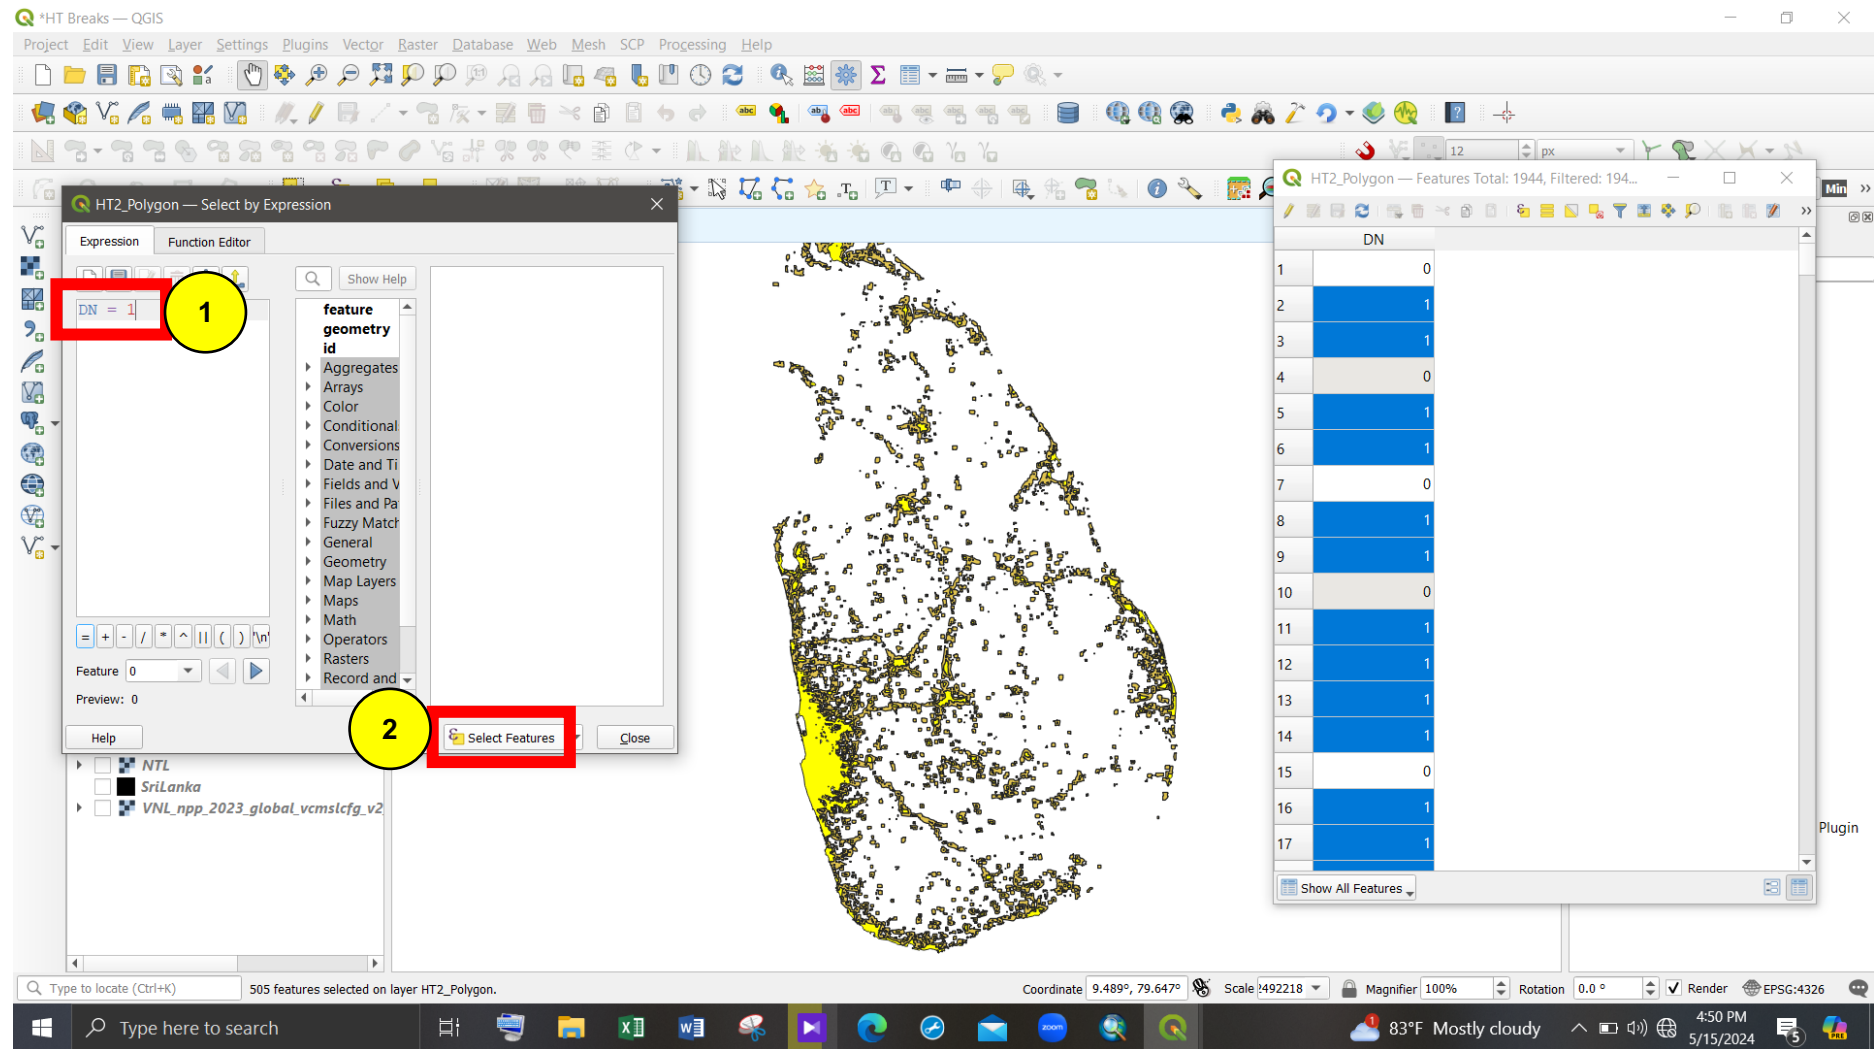 *HT Breaks — QGIS
Project Edit View Layer Settings Plugins Vector Raster Database Web Mesh SCP Processing Help
12 px
HT2_Polygon — Select by Expression
Expression Function Editor
Show Help
DN = 1
1
feature
geometry
id
Aggregates
Arrays
Color
Conditional
Conversions
Date and Ti
Fields and V
Files and Pa
Fuzzy Match
General
Geometry
Map Layers
Maps
Math
Operators
Rasters
Record and
= + - / * ^ || ( ) '\n'
Feature 0
Preview: 0
2
Help Select Features Close
NTL
SriLanka
VNL_npp_2023_global_vcmslcfg_v2
HT2_Polygon — Features Total: 1944, Filtered: 194...
Min
DN
1 0
2 1
3 1
4 0
5 1
6 1
7 0
8 1
9 1
10 0
11 1
12 1
13 1
14 1
15 0
16 1
17 1
Show All Features
Plugin
Type to locate (Ctrl+K) 505 features selected on layer HT2_Polygon. Coordinate 9.489°, 79.647° Scale 2492218 Magnifier 100% Rotation 0.0 ° Render EPSG:4326
Type here to search
zoom
1
83°F Mostly cloudy
4:50 PM
5/15/2024
5
PRE